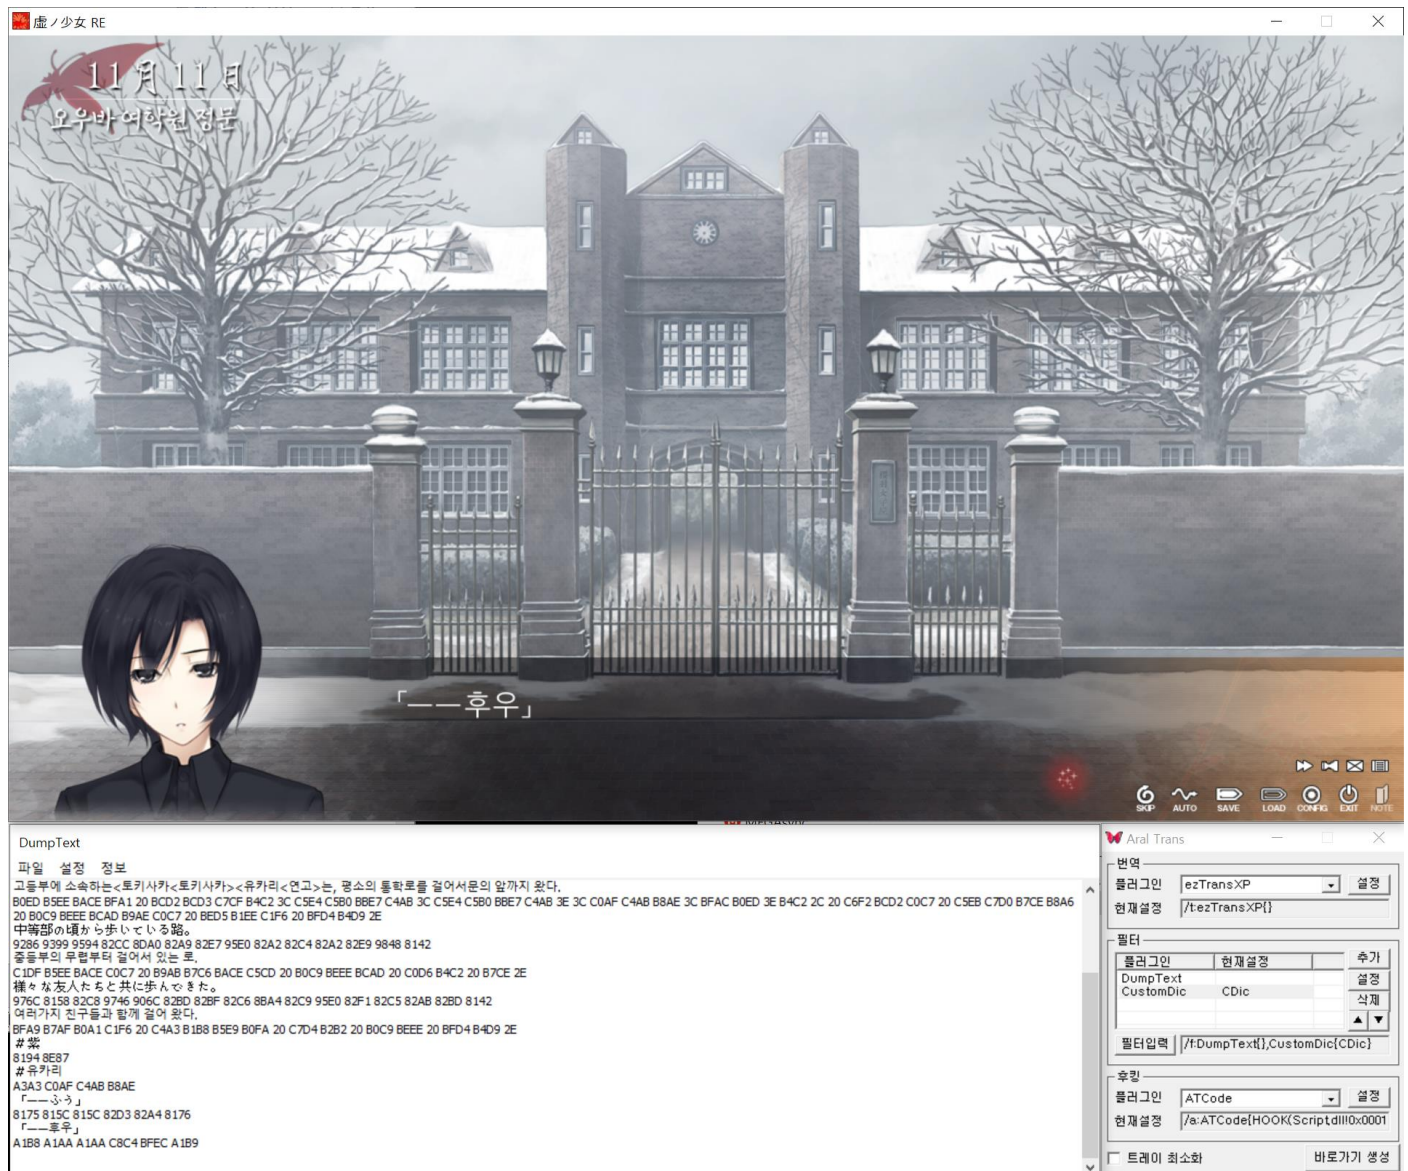 虚ノ少女 RE
11月11日
오우바 여학원 정문
「――후우」
SKIP AUTO SAVE LOAD CONFIG EXIT NOTE
DumpText
파일 설정 정보
고등부에 소속하는<토키사카<토키사카><유카리<연고>는, 평소의 통학로를 걸어서문의 앞까지 왔다.
B0ED B5EE BACE BFA1 20 BCD2 BCD3 C7CF B4C2 3C C5E4 C5B0 BBE7 C4AB 3C C5E4 C5B0 BBE7 C4AB 3E 3C C0AF C4AB B8AE 3C BFAC B0ED 3E B4C2 2C 20 C6F2 BCD2 C0C7 20 C5EB C7D0 B7CE B8A6
20 B0C9 BEEE BCAD B9AE C0C7 20 BED5 B1EE C1F6 20 BFD4 B4D9 2E
中等部の頃から歩いている路。
9286 9399 9594 82CC 8DA0 82A9 82E7 95E0 82A2 82C4 82A2 82E9 9848 8142
중등부의 무렵부터 걸어서 있는 로.
C1DF B5EE BACE C0C7 20 B9AB B7C6 BACE C5CD 20 B0C9 BEEE BCAD 20 C0D6 B4C2 20 B7CE 2E
様々な友人たちと共に歩んできた。
976C 8158 82C8 9746 906C 82BD 82BF 82C6 8BA4 82C9 95E0 82F1 82C5 82AB 82BD 8142
여러가지 친구들과 함께 걸어 왔다.
BFA9 B7AF B0A1 C1F6 20 C4A3 B1B8 B5E9 B0FA 20 C7D4 B2B2 20 B0C9 BEEE 20 BFD4 B4D9 2E
＃紫
8194 8E87
＃유카리
A3A3 C0AF C4AB B8AE
「――ふう」
8175 815C 815C 82D3 82A4 8176
「――후우」
A1B8 A1AA A1AA C8C4 BFEC A1B9
Aral Trans
번역
플러그인 ezTransXP 설정
현재설정 /t:ezTransXP{}
필터
플러그인 현재설정 추가
DumpText 설정
CustomDic CDic 삭제
▲ ▼
필터입력 /f:DumpText{},CustomDic{CDic}
후킹
플러그인 ATCode 설정
현재설정 /a:ATCode{HOOK(Script.dll!0x0001
트레이 최소화 바로가기 생성